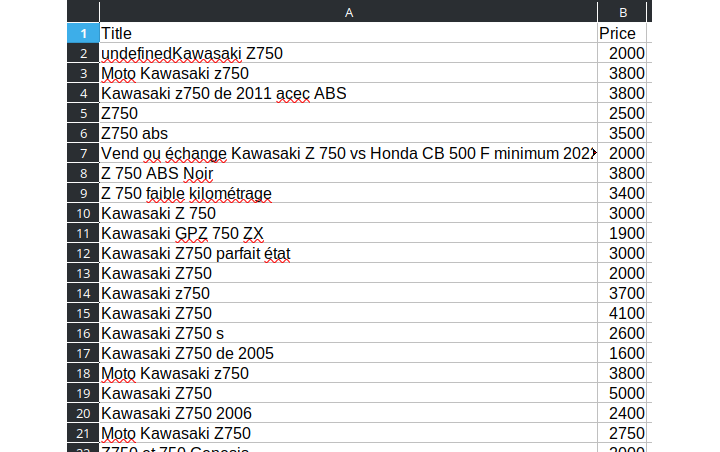 A B
1 Title Price
2 undefinedKawasaki Z750 2000
3 Moto Kawasaki z750 3800
4 Kawasaki z750 de 2011 acec ABS 3800
5 Z750 2500
6 Z750 abs 3500
7 Vend ou échange Kawasaki Z 750 vs Honda CB 500 F minimum 202 2000
8 Z 750 ABS Noir 3800
9 Z 750 faible kilométrage 3400
10 Kawasaki Z 750 3000
11 Kawasaki GPZ 750 ZX 1900
12 Kawasaki Z750 parfait état 3000
13 Kawasaki Z750 2000
14 Kawasaki z750 3700
15 Kawasaki Z750 4100
16 Kawasaki Z750 s 2600
17 Kawasaki Z750 de 2005 1600
18 Moto Kawasaki z750 3800
19 Kawasaki Z750 5000
20 Kawasaki Z750 2006 2400
21 Moto Kawasaki Z750 2750